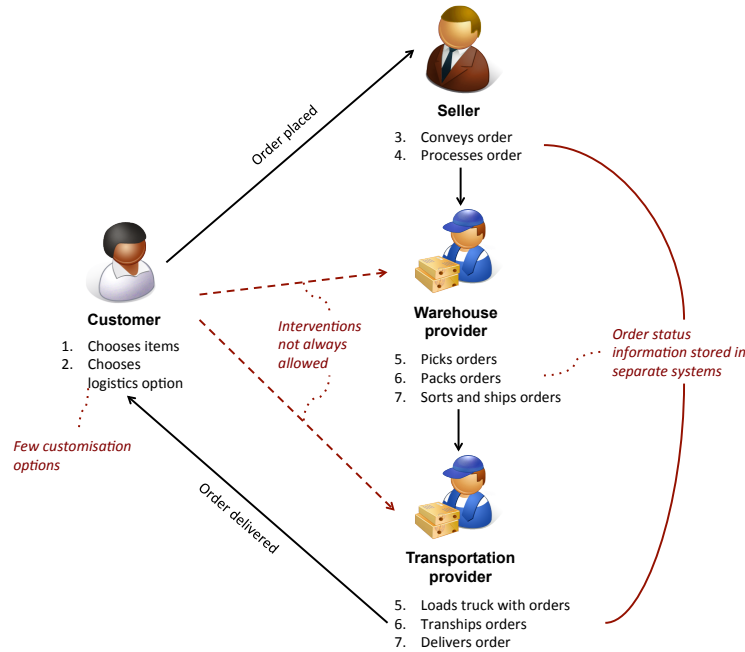 Seller
3. Conveys order
4. Processes order
Order placed
Customer
1. Chooses items
2. Chooses
logistics option
Few customisation
options
Interventions
not always
allowed
Warehouse
provider
5. Picks orders
6. Packs orders
7. Sorts and ships orders
Order status
information stored in
separate systems
Order delivered
Transportation
provider
5. Loads truck with orders
6. Tranships orders
7. Delivers order